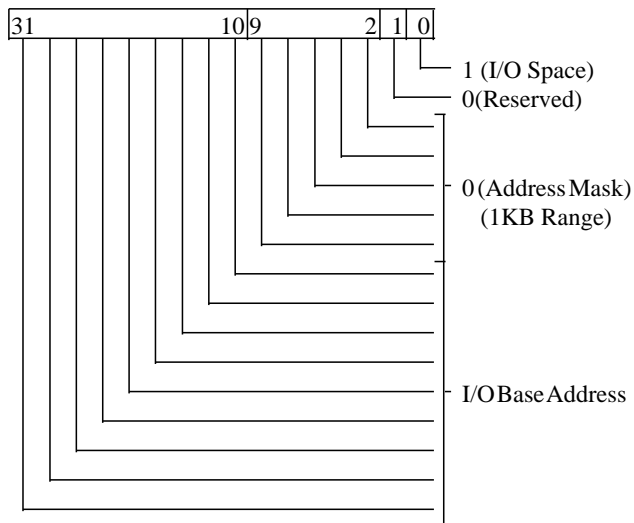 31 10 9 2 1 0
1 (I/O Space)
0 (Reserved)
0 (Address Mask)
(1KB Range)
I/O Base Address